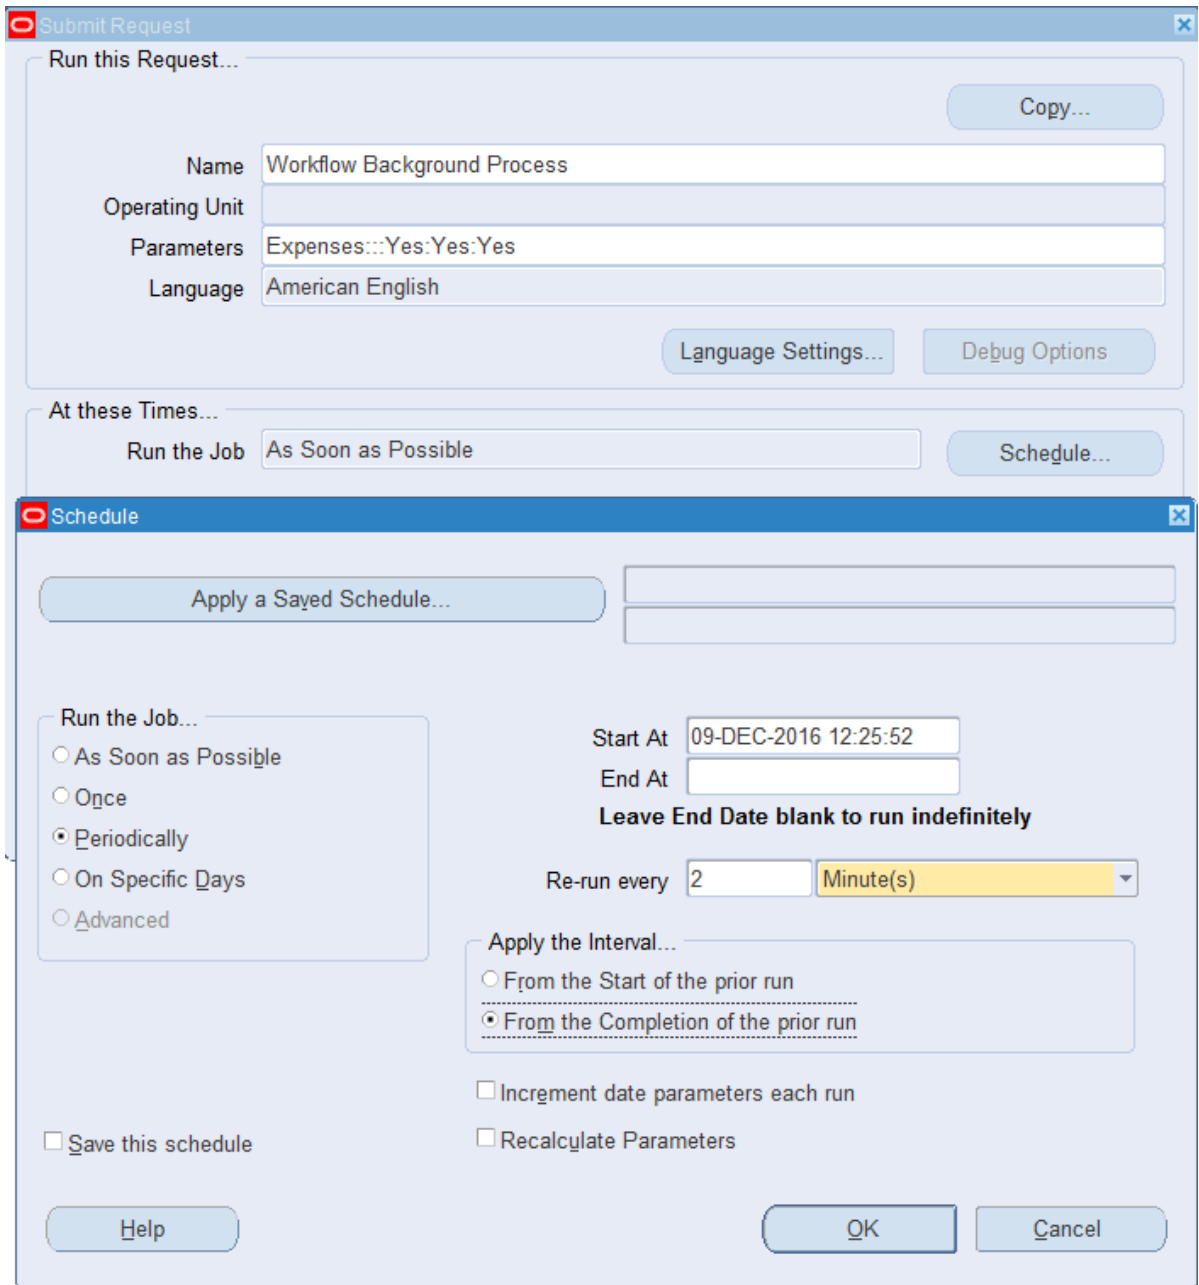 Submit Request
Run this Request...
Copy...
Name Workflow Background Process
Operating Unit
Parameters Expenses:::Yes:Yes:Yes
Language American English
Language Settings... Debug Options
At these Times...
Run the Job As Soon as Possible Schedule...
Schedule
Apply a Saved Schedule...
Run the Job...
As Soon as Possible
Once
Periodically
On Specific Days
Advanced
Start At 09-DEC-2016 12:25:52
End At
Leave End Date blank to run indefinitely
Re-run every 2 Minute(s)
Apply the Interval...
From the Start of the prior run
From the Completion of the prior run
Increment date parameters each run
Save this schedule Recalculate Parameters
Help OK Cancel